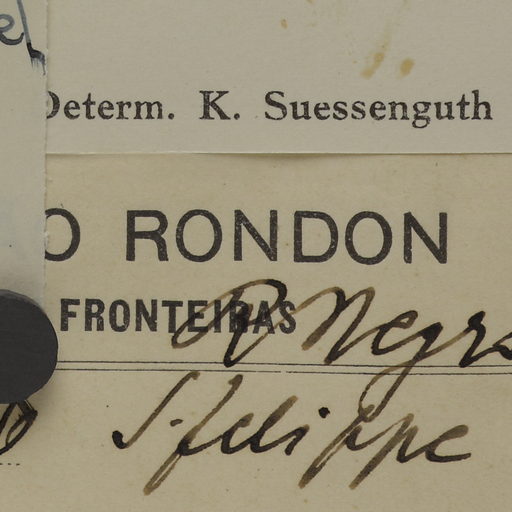 Determ. K. Suessenguth
O RONDON
FRONTEIRAS R Negro
S. felippe